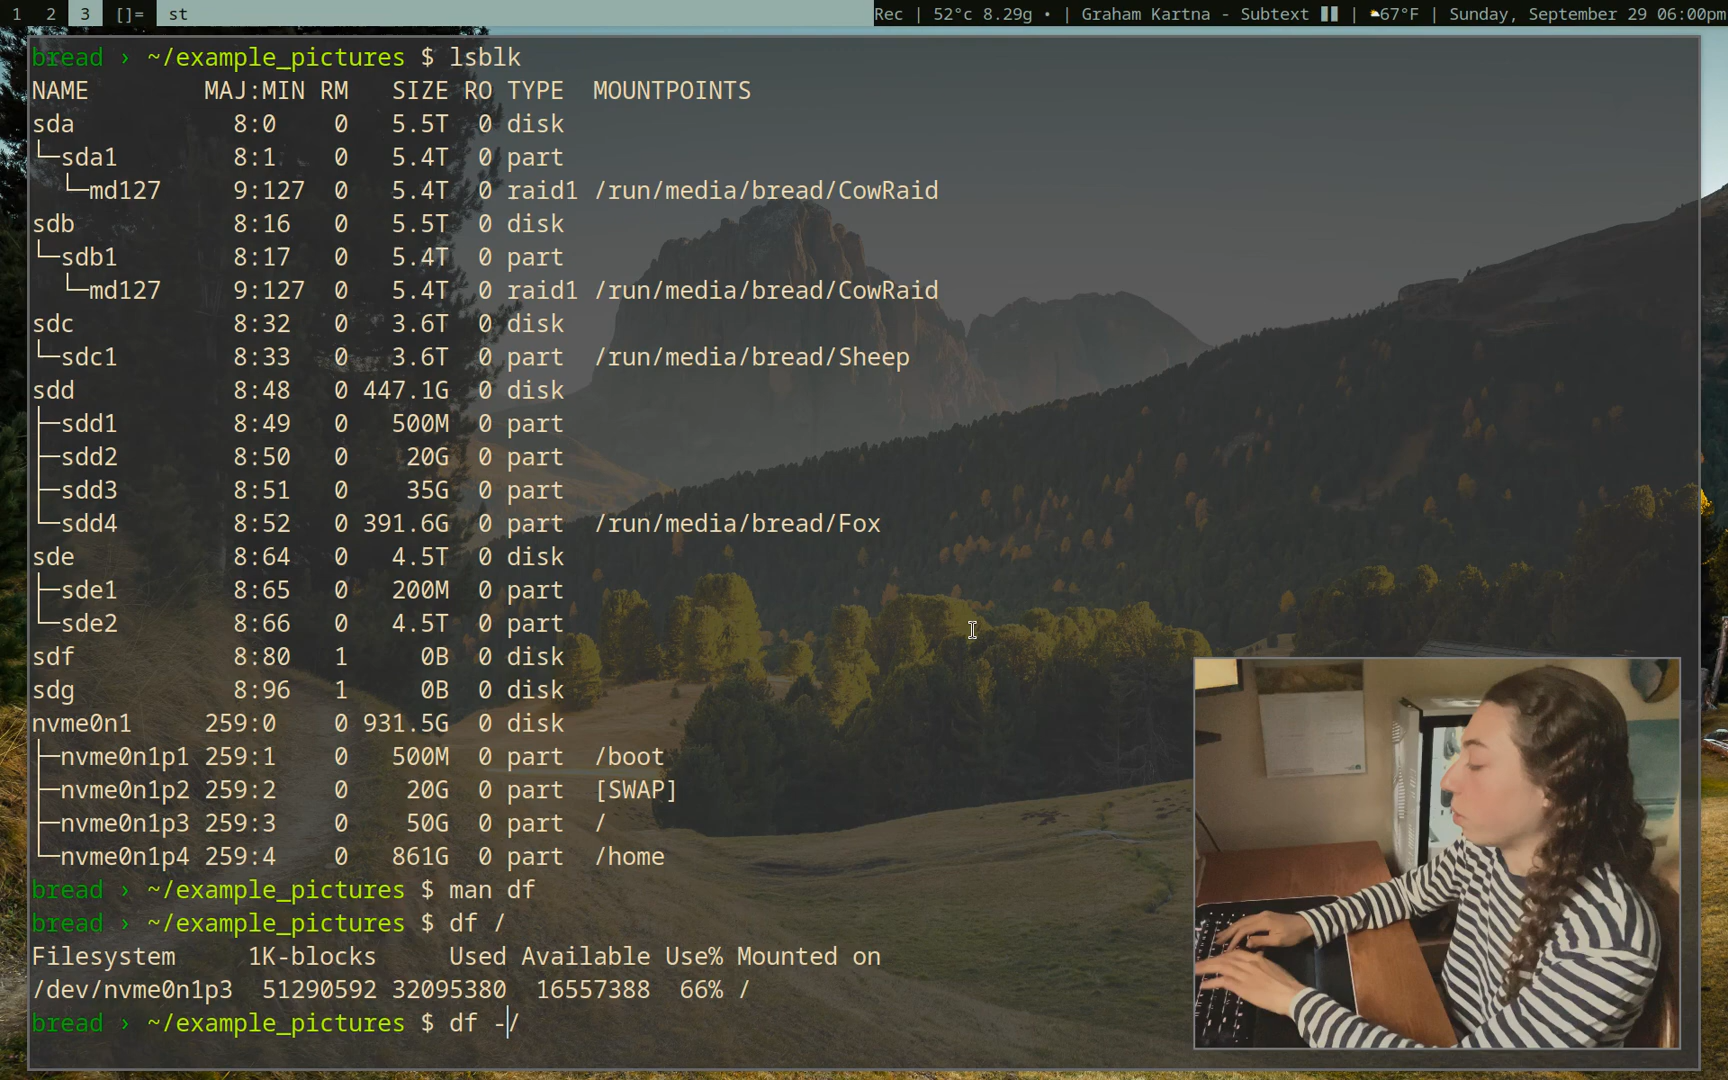 1 2 3 []= st Rec | 52°c 8.29g • | Graham Kartna - Subtext ▮▮ | ⛅67°F | Sunday, September 29 06:00pm
bread › ~/example_pictures $ lsblk
NAME        MAJ:MIN RM   SIZE RO TYPE  MOUNTPOINTS
sda           8:0    0   5.5T  0 disk
└─sda1        8:1    0   5.4T  0 part
  └─md127     9:127  0   5.4T  0 raid1 /run/media/bread/CowRaid
sdb           8:16   0   5.5T  0 disk
└─sdb1        8:17   0   5.4T  0 part
  └─md127     9:127  0   5.4T  0 raid1 /run/media/bread/CowRaid
sdc           8:32   0   3.6T  0 disk
└─sdc1        8:33   0   3.6T  0 part  /run/media/bread/Sheep
sdd           8:48   0 447.1G  0 disk
├─sdd1        8:49   0   500M  0 part
├─sdd2        8:50   0    20G  0 part
├─sdd3        8:51   0    35G  0 part
└─sdd4        8:52   0 391.6G  0 part  /run/media/bread/Fox
sde           8:64   0   4.5T  0 disk
├─sde1        8:65   0   200M  0 part
└─sde2        8:66   0   4.5T  0 part
sdf           8:80   1     0B  0 disk
sdg           8:96   1     0B  0 disk
nvme0n1     259:0    0 931.5G  0 disk
├─nvme0n1p1 259:1    0   500M  0 part  /boot
├─nvme0n1p2 259:2    0    20G  0 part  [SWAP]
├─nvme0n1p3 259:3    0    50G  0 part  /
└─nvme0n1p4 259:4    0   861G  0 part  /home
bread › ~/example_pictures $ man df
bread › ~/example_pictures $ df /
Filesystem     1K-blocks     Used Available Use% Mounted on
/dev/nvme0n1p3  51290592 32095380  16557388  66% /
bread › ~/example_pictures $ df -/